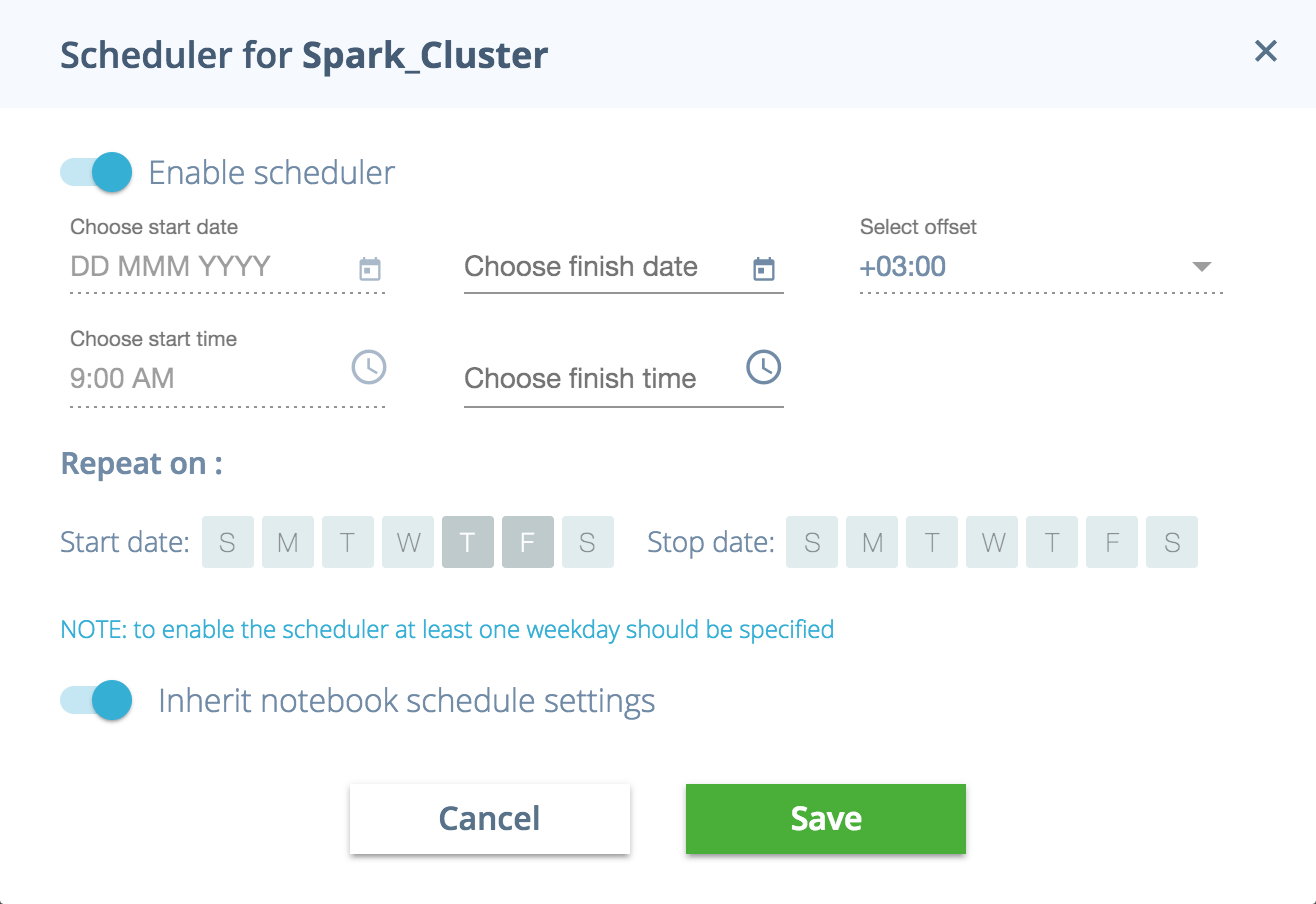 Scheduler for Spark_Cluster
Enable scheduler
Choose start date
Select offset
DD MMM YYYY
Choose finish date
+03:00
Choose start time
9:00 AM
Choose finish time
Repeat on :
Start date: S M T W T F S Stop date: S M T W T F S
NOTE: to enable the scheduler at least one weekday should be specified
Inherit notebook schedule settings
Cancel Save